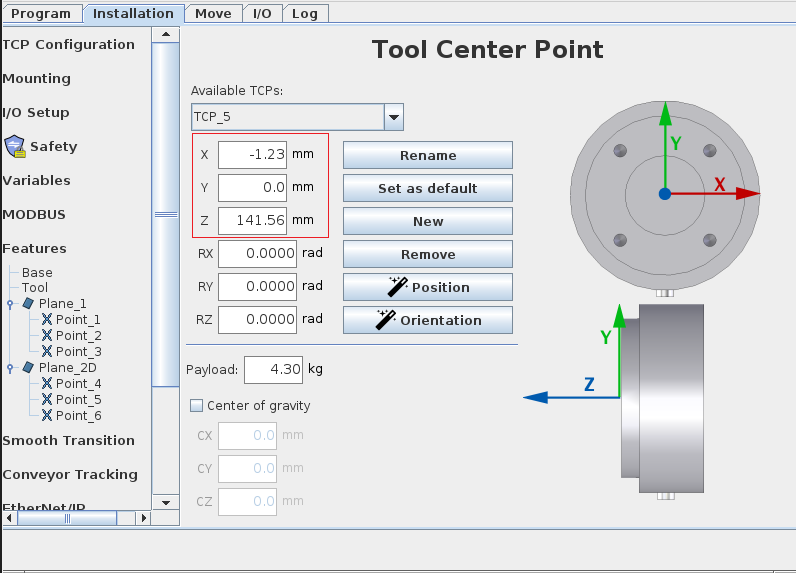 Program Installation Move I/O Log
TCP Configuration
Mounting
I/O Setup
Safety
Variables
MODBUS
Features
Base
Tool
Plane_1
Point_1
Point_2
Point_3
Plane_2D
Point_4
Point_5
Point_6
Smooth Transition
Conveyor Tracking
EtherNet/IP
Tool Center Point
Available TCPs:
TCP_5
X -1.23 mm
Y 0.0 mm
Z 141.56 mm
RX 0.0000 rad
RY 0.0000 rad
RZ 0.0000 rad
Rename
Set as default
New
Remove
Position
Orientation
Payload: 4.30 kg
Center of gravity
CX 0.0 mm
CY 0.0 mm
CZ 0.0 mm
Y
X
Y
Z